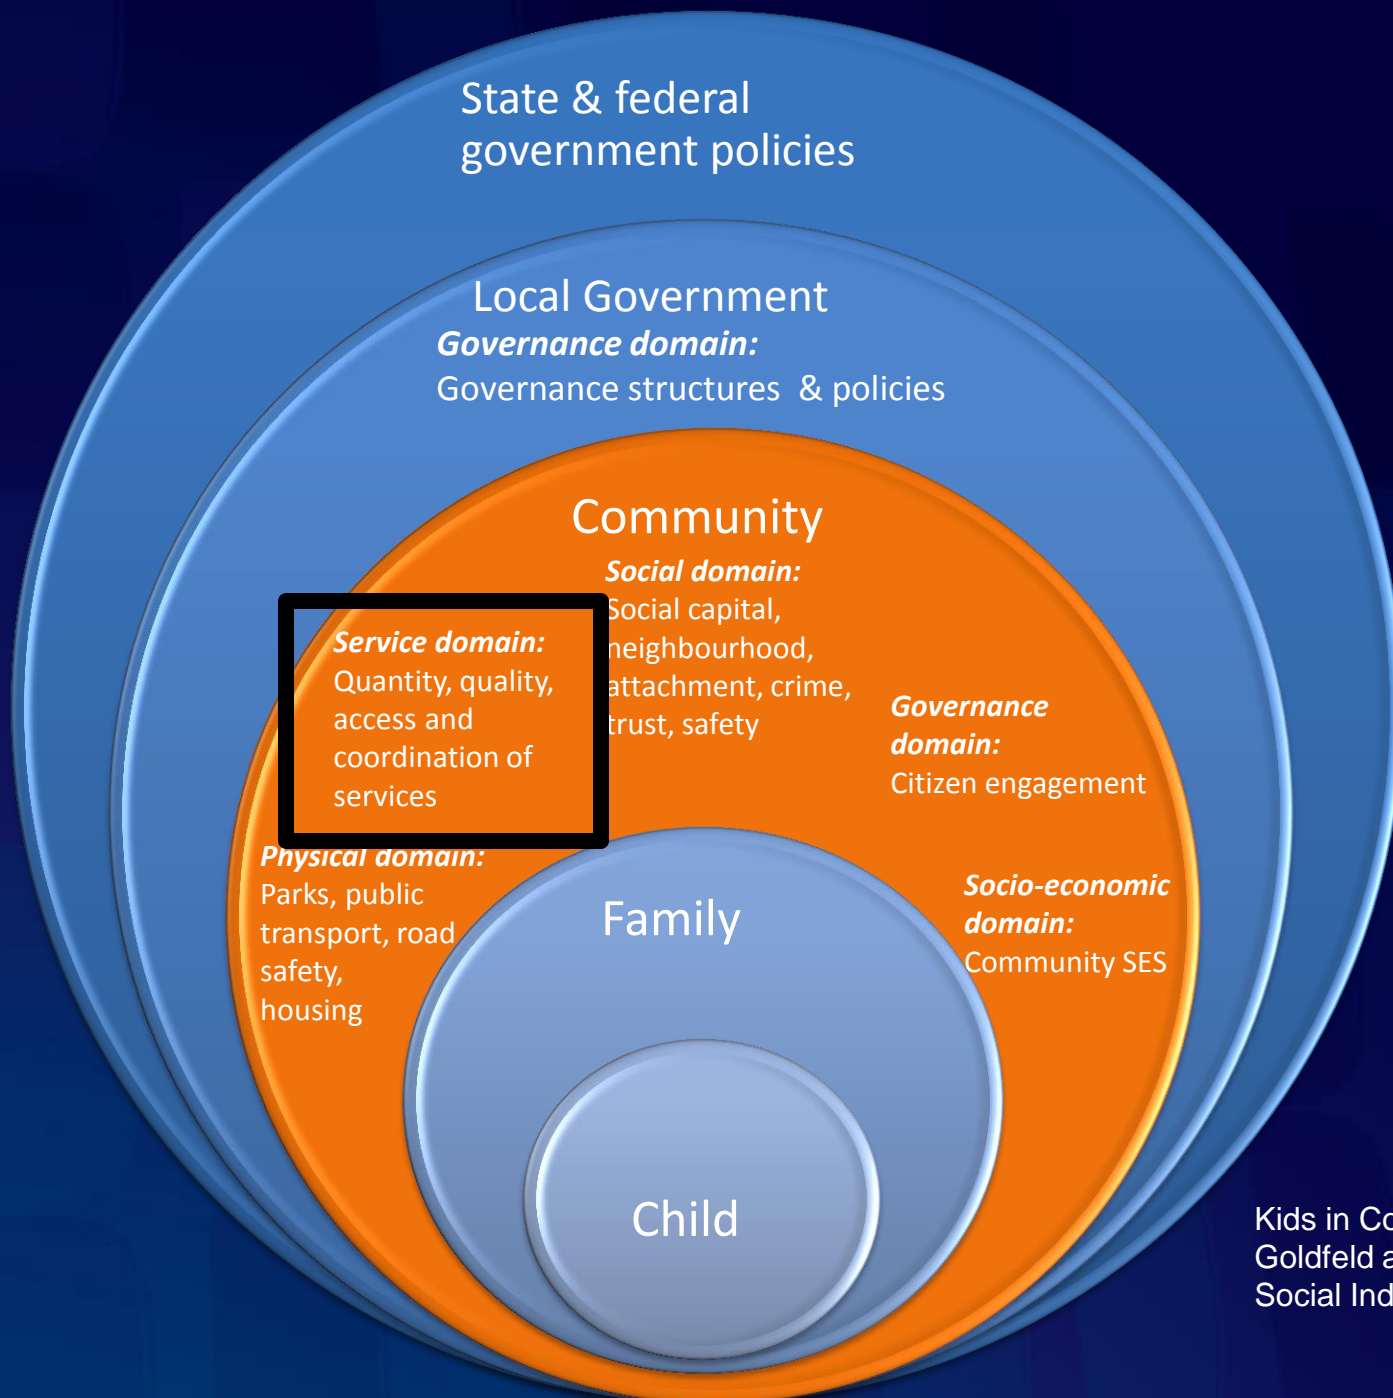 State & federal
government policies
Local Government
Governance domain:
Governance structures & policies
Community
Social domain:
Social capital,
neighbourhood,
attachment, crime,
trust, safety
Service domain:
Quantity, quality,
access and
coordination of
services
Governance
domain:
Citizen engagement
Physical domain:
Parks, public
transport, road
safety,
housing
Socio-economic
domain:
Community SES
Family
Child
Kids in
Goldfeld
Social